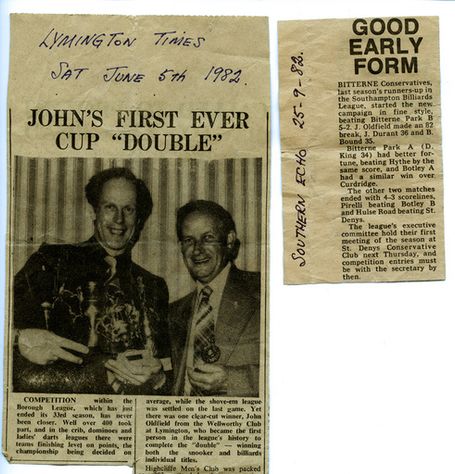 LYMINGTON TIMES
SAT JUNE 5th 1982.
JOHN'S FIRST EVER
CUP "DOUBLE"
COMPETITION within the
Borough League, which has just
ended its 33rd season, has never
been closer. Well over 400 took
part, and in the crib, dominoes and
ladies' darts leagues there were
teams finishing level on points, the
championship being decided on
average, while the shove-em league
was settled on the last game. Yet
there was one clear-cut winner, John
Oldfield from the Wellworthy Club
at Lymington, who became the first
person in the league's history to
complete the "double" — winning
both the snooker and billiards
individual titles.
Highcliffe Men's Club was packed
SOUTHERN ECHO 25-9-82.
GOOD
EARLY
FORM
BITTERNE Conservatives,
last season's runners-up in
the Southampton Billiards
League, started the new
campaign in fine style,
beating Bitterne Park B
5-2. J. Oldfield made an 82
break, J. Durant 36 and B.
Bound 35.
Bitterne Park A (D.
King 34) had better for-
tune, beating Hythe by the
same score, and Botley A
had a similar win over
Curdridge.
The other two matches
ended with 4-3 scorelines,
Pirelli beating Botley B
and Hulse Road beating St.
Denys.
The league's executive
committee hold their first
meeting of the season at
St. Denys Conservative
Club next Thursday, and
competition entries must
be with the secretary by
then.